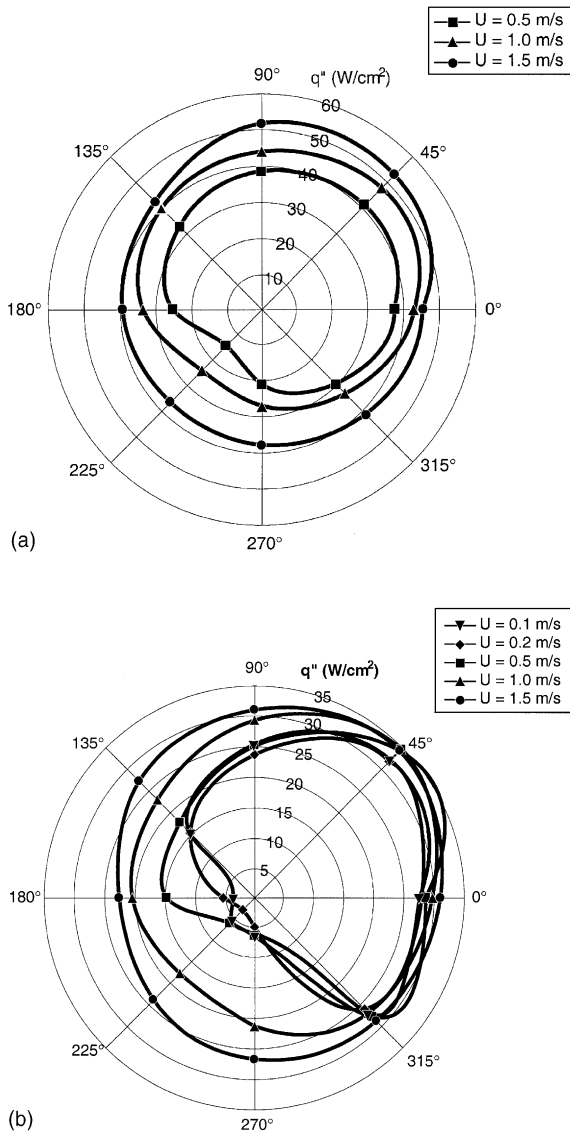 U = 0.5 m/s
U = 1.0 m/s
U = 1.5 m/s
90°
q" (W/cm²)
60
50
40
30
20
10
135°
45°
180°
0°
225°
315°
270°
(a)
U = 0.1 m/s
U = 0.2 m/s
U = 0.5 m/s
U = 1.0 m/s
U = 1.5 m/s
90°
q" (W/cm²)
35
30
25
20
15
10
5
135°
45°
180°
0°
225°
315°
270°
(b)